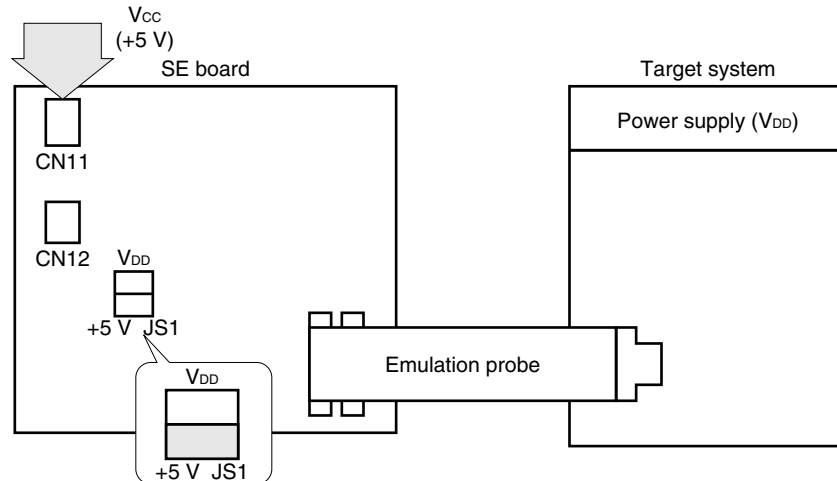 VCC
(+5 V)
SE board
Target system
Power supply (VDD)
CN11
CN12
VDD
+5 V JS1
Emulation probe
VDD
+5 V JS1